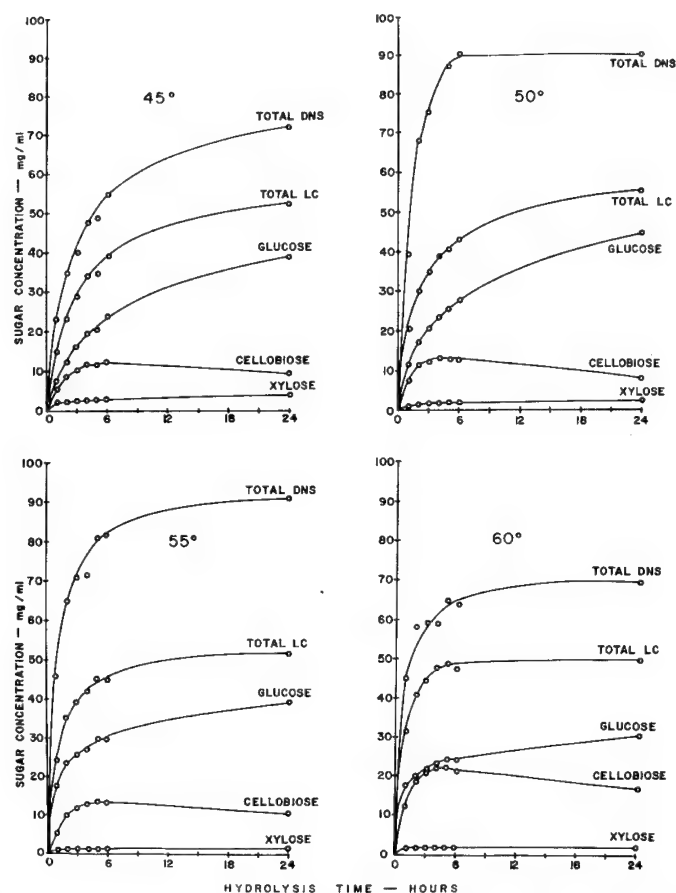 100
90
80
70
60
50
40
30
20
10
0
SUGAR CONCENTRATION — mg/ml
45°
TOTAL DNS
TOTAL LC
GLUCOSE
CELLOBIOSE
XYLOSE
0 6 12 18 24
100
90
80
70
60
50
40
30
20
10
0
50°
TOTAL DNS
TOTAL LC
GLUCOSE
CELLOBIOSE
XYLOSE
0 6 12 18 24
100
90
80
70
60
50
40
30
20
10
0
SUGAR CONCENTRATION — mg/ml
55°
TOTAL DNS
TOTAL LC
GLUCOSE
CELLOBIOSE
XYLOSE
0 6 12 18 24
100
90
80
70
60
50
40
30
20
10
0
60°
TOTAL DNS
TOTAL LC
GLUCOSE
CELLOBIOSE
XYLOSE
0 6 12 18 24
HYDROLYSIS TIME — HOURS